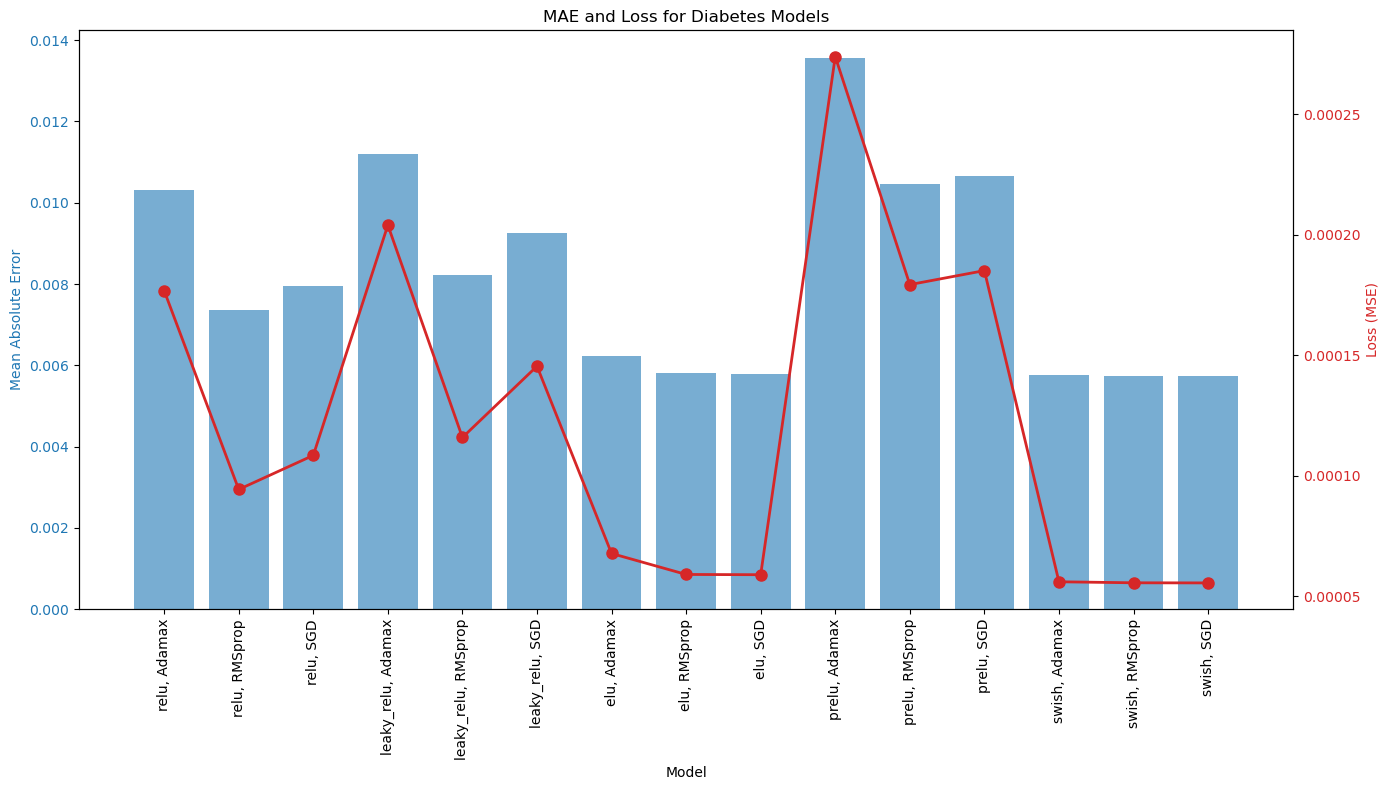 MAE and Loss for Diabetes Models
Mean Absolute Error
0.014
0.012
0.010
0.008
0.006
0.004
0.002
0.000
0.00025
0.00020
0.00015
0.00010
0.00005
Loss (MSE)
relu, Adamax
relu, RMSprop
relu, SGD
leaky_relu, Adamax
leaky_relu, RMSprop
leaky_relu, SGD
elu, Adamax
elu, RMSprop
elu, SGD
prelu, Adamax
prelu, RMSprop
prelu, SGD
swish, Adamax
swish, RMSprop
swish, SGD
Model